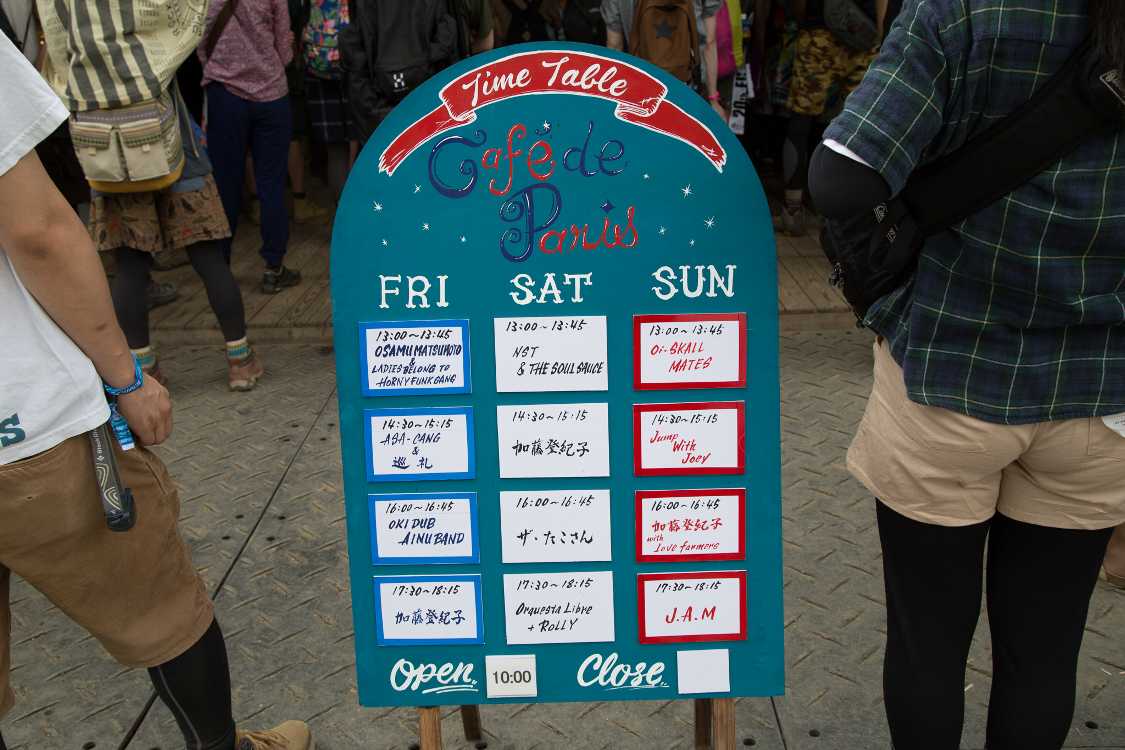 Time Table
Café de
Paris
FRI SAT SUN
13:00~13:45
OSAMU MATSUMOTO
&
LADIES BELONG TO
HORNY FUNK GANG
13:00~13:45
NST
& THE SOUL SAUCE
13:00~13:45
Oi-SKALL
MATES
14:30~15:15
ASA-CANG
&
巡礼
14:30~15:15
加藤登紀子
14:30~15:15
Jump
With
Joey
16:00~16:45
OKI DUB
AINU BAND
16:00~16:45
ザ・たこさん
16:00~16:45
加藤登紀子
with
Love farmers
17:30~18:15
加藤登紀子
17:30~18:15
Orquesta Libre
+ ROLLY
17:30~18:15
J.A.M
Open 10:00 Close